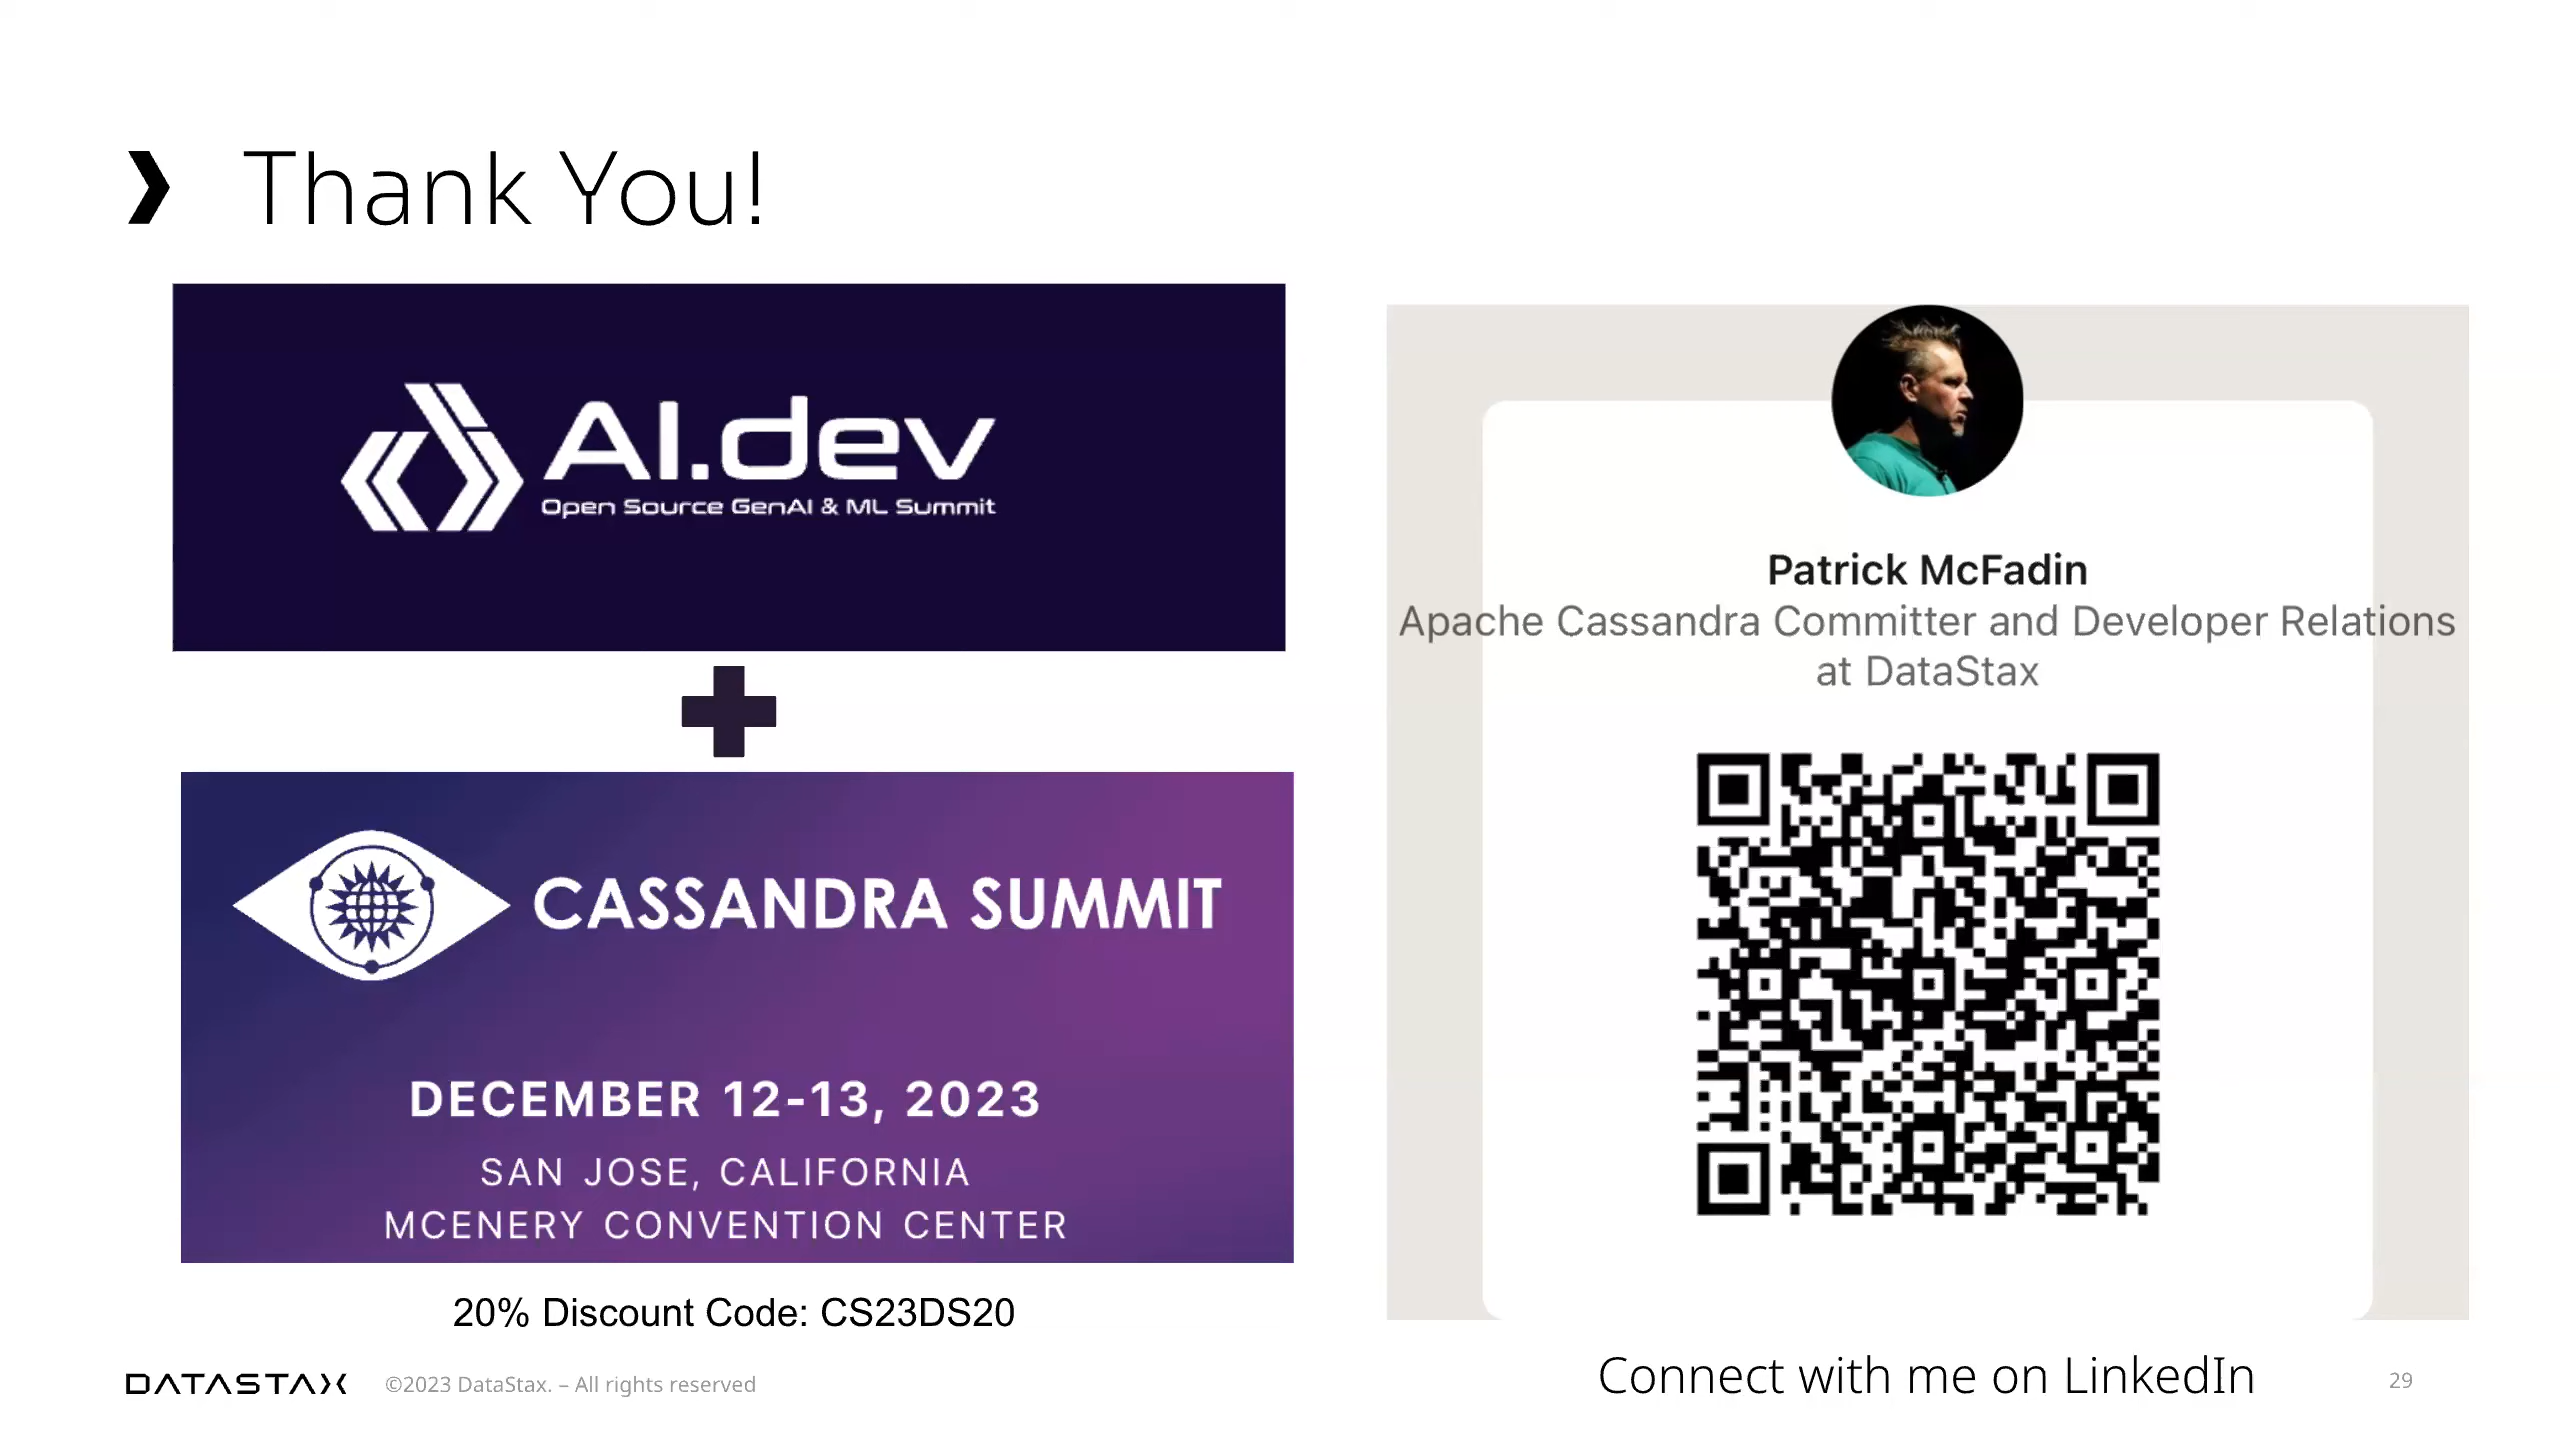 Thank You!
AI.dev
Open Source GenAI & ML Summit
CASSANDRA SUMMIT
DECEMBER 12-13, 2023
SAN JOSE, CALIFORNIA
MCENERY CONVENTION CENTER
20% Discount Code: CS23DS20
Patrick McFadin
Apache Cassandra Committer and Developer Relations
at DataStax
Connect with me on LinkedIn
DATASTAX
©2023 DataStax. – All rights reserved
29